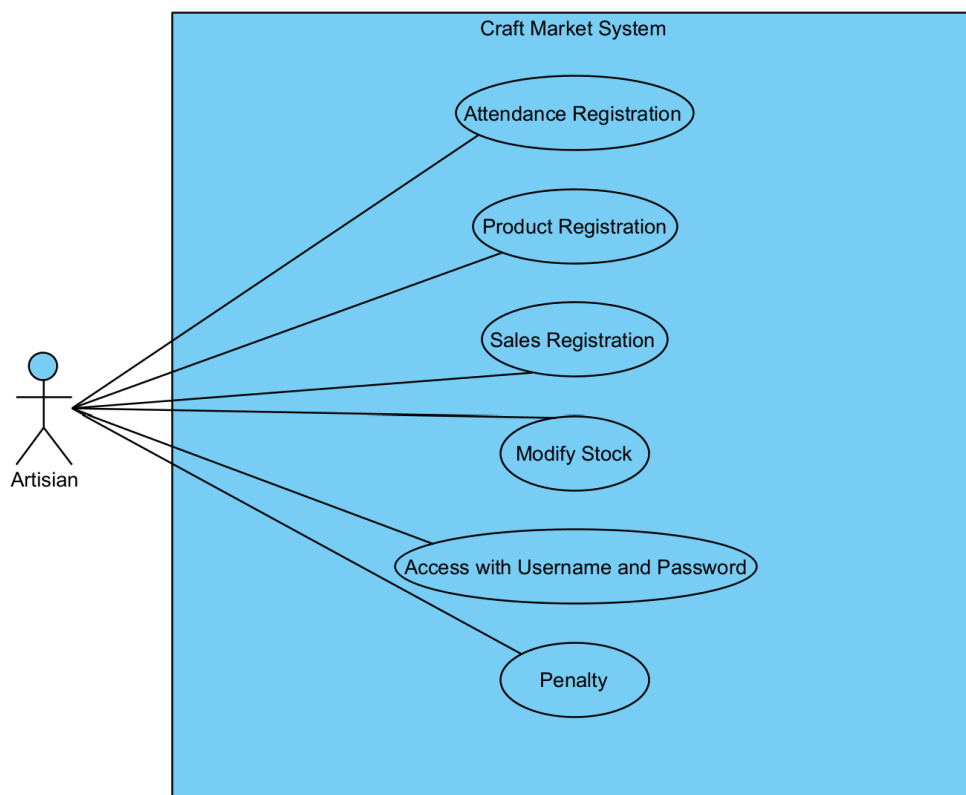 Craft Market System
Attendance Registration
Product Registration
Sales Registration
Modify Stock
Artisian
Access with Username and Password
Penalty